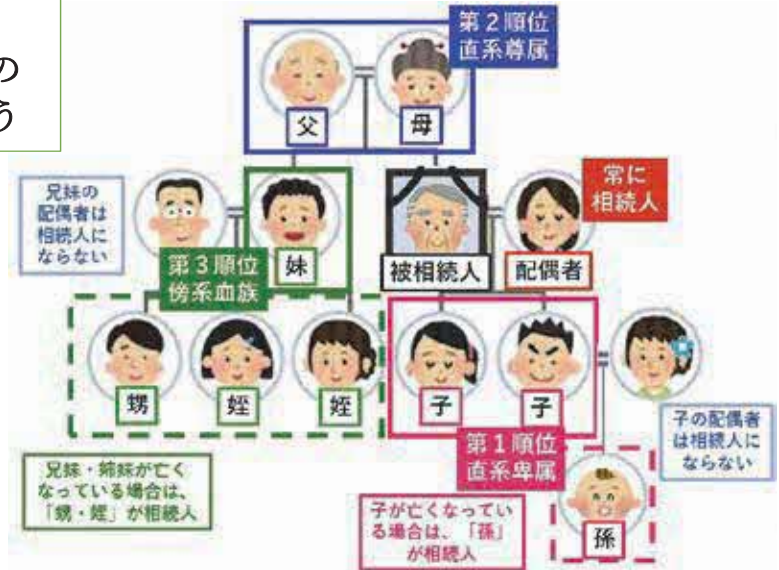 の
う
第2順位
直系尊属
父
母
兄妹の
配偶者は
相続人に
ならない
常に
相続人
妹
被相続人
配偶者
第3順位
傍系血族
甥
姪
姪
子
子
子の配偶者
は相続人に
ならない
第1順位
直系卑属
兄妹・姉妹が亡く
なっている場合は、
「甥・姪」が相続人
子が亡くなってい
る場合は、「孫」
が相続人
孫